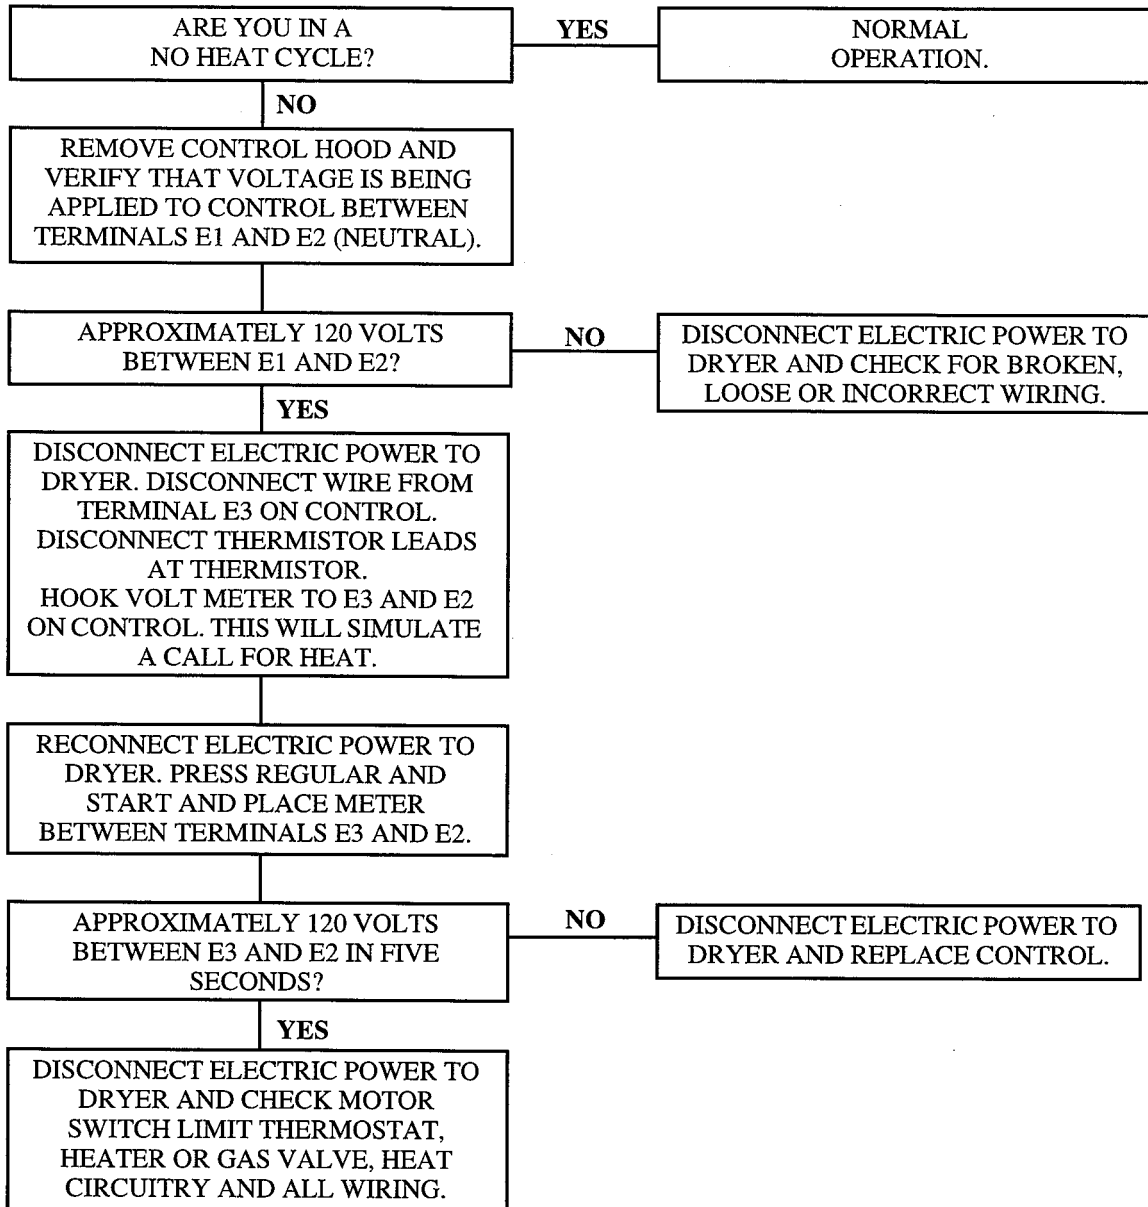 ARE YOU IN A
NO HEAT CYCLE?
YES
NORMAL
OPERATION.
NO
REMOVE CONTROL HOOD AND
VERIFY THAT VOLTAGE IS BEING
APPLIED TO CONTROL BETWEEN
TERMINALS E1 AND E2 (NEUTRAL).
APPROXIMATELY 120 VOLTS
BETWEEN E1 AND E2?
NO
DISCONNECT ELECTRIC POWER TO
DRYER AND CHECK FOR BROKEN,
LOOSE OR INCORRECT WIRING.
YES
DISCONNECT ELECTRIC POWER TO
DRYER. DISCONNECT WIRE FROM
TERMINAL E3 ON CONTROL.
DISCONNECT THERMISTOR LEADS
AT THERMISTOR.
HOOK VOLT METER TO E3 AND E2
ON CONTROL. THIS WILL SIMULATE
A CALL FOR HEAT.
RECONNECT ELECTRIC POWER TO
DRYER. PRESS REGULAR AND
START AND PLACE METER
BETWEEN TERMINALS E3 AND E2.
APPROXIMATELY 120 VOLTS
BETWEEN E3 AND E2 IN FIVE
SECONDS?
NO
DISCONNECT ELECTRIC POWER TO
DRYER AND REPLACE CONTROL.
YES
DISCONNECT ELECTRIC POWER TO
DRYER AND CHECK MOTOR
SWITCH LIMIT THERMOSTAT,
HEATER OR GAS VALVE, HEAT
CIRCUITRY AND ALL WIRING.